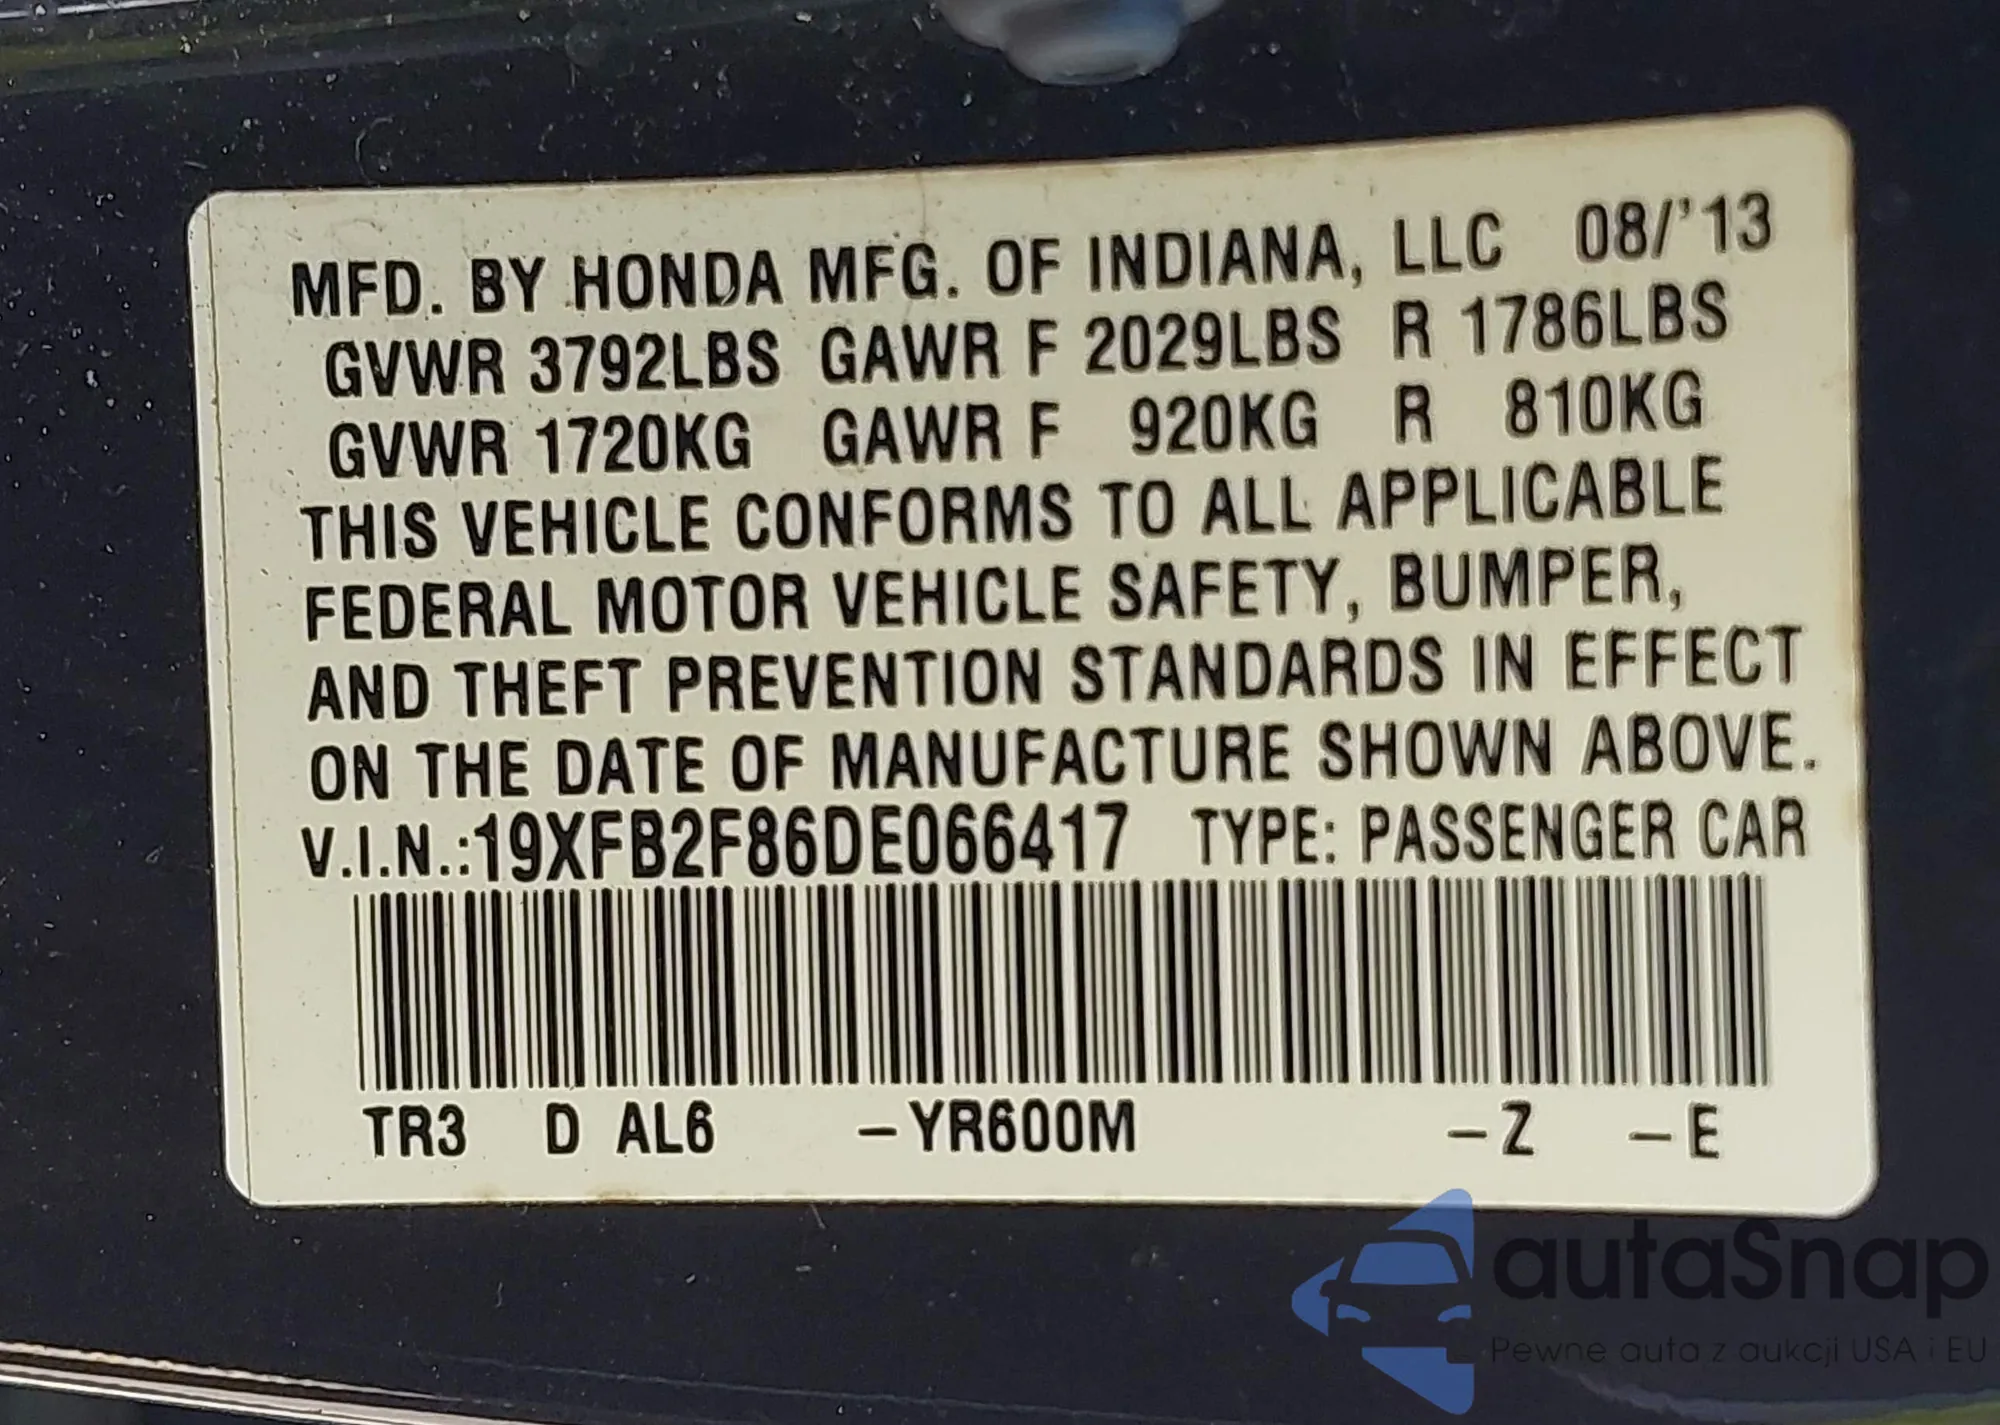 MFD. BY HONDA MFG. OF INDIANA, LLC 08/'13
GVWR 3792LBS GAWR F 2029LBS R 1786LBS
GVWR 1720KG GAWR F 920KG R 810KG
THIS VEHICLE CONFORMS TO ALL APPLICABLE
FEDERAL MOTOR VEHICLE SAFETY, BUMPER,
AND THEFT PREVENTION STANDARDS IN EFFECT
ON THE DATE OF MANUFACTURE SHOWN ABOVE.
V.I.N.:19XFB2F86DE066417 TYPE: PASSENGER CAR
TR3 D AL6 –YR600M –Z –E
autaSnap
Pewne auta z aukcji USA i EU